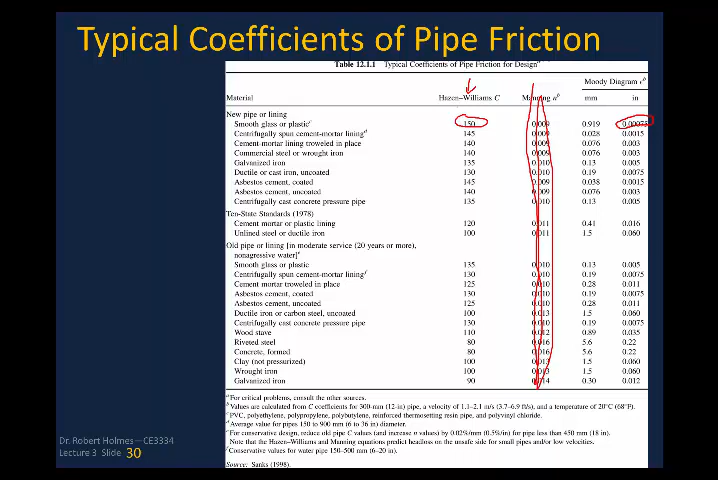 Typical Coefficients of Pipe Friction
Table 12.1.1 Typical Coefficients of Pipe Friction for Design
Moody Diagram ε b
Material Hazen–Williams C Manning n b mm in
New pipe or lining
Smooth glass or plastic c 150 0.009 0.919 0.00075
Centrifugally spun cement-mortar lining d 145 0.009 0.028 0.0015
Cement-mortar lining troweled in place 140 0.009 0.076 0.003
Commercial steel or wrought iron 140 0.009 0.076 0.003
Galvanized iron 135 0.010 0.13 0.005
Ductile or cast iron, uncoated 130 0.010 0.19 0.0075
Asbestos cement, coated 145 0.009 0.038 0.0015
Asbestos cement, uncoated 140 0.009 0.076 0.003
Centrifugally cast concrete pressure pipe 135 0.010 0.13 0.005
Ten-State Standards (1978)
Cement mortar or plastic lining 120 0.011 0.41 0.016
Unlined steel or ductile iron 100 0.011 1.5 0.060
Old pipe or lining [in moderate service (20 years or more),
nonagressive water] e
Smooth glass or plastic 135 0.010 0.13 0.005
Centrifugally spun cement-mortar lining f 130 0.010 0.19 0.0075
Cement mortar troweled in place 125 0.010 0.28 0.011
Asbestos cement, coated 130 0.010 0.19 0.0075
Asbestos cement, uncoated 125 0.010 0.28 0.011
Ductile iron or carbon steel, uncoated 100 0.013 1.5 0.060
Centrifugally cast concrete pressure pipe 130 0.010 0.19 0.0075
Wood stave 110 0.012 0.89 0.035
Riveted steel 80 0.016 5.6 0.22
Concrete, formed 80 0.016 5.6 0.22
Clay (not pressurized) 100 0.013 1.5 0.060
Wrought iron 100 0.013 1.5 0.060
Galvanized iron 90 0.014 0.30 0.012
a For critical problems, consult the other sources.
b Values are calculated from C coefficients for 300-mm (12-in) pipe, a velocity of 1.1–2.1 m/s (3.7–6.9 ft/s), and a temperature of 20°C (68°F).
c PVC, polyethylene, polypropylene, polybutylene, reinforced thermosetting resin pipe, and polyvinyl chloride.
d Average value for pipes 150 to 900 mm (6 to 36 in) diameter.
e For conservative design, reduce old pipe C values (and increase n values) by 0.02%/mm (0.5%/in) for pipe less than 450 mm (18 in).
Note that the Hazen–Williams and Manning equations predict headloss on the unsafe side for small pipes and/or low velocities.
f Conservative values for water pipe 150–500 mm (6–20 in).
Source: Sanks (1998).
Dr. Robert Holmes—CE3334
Lecture 3 Slide 30